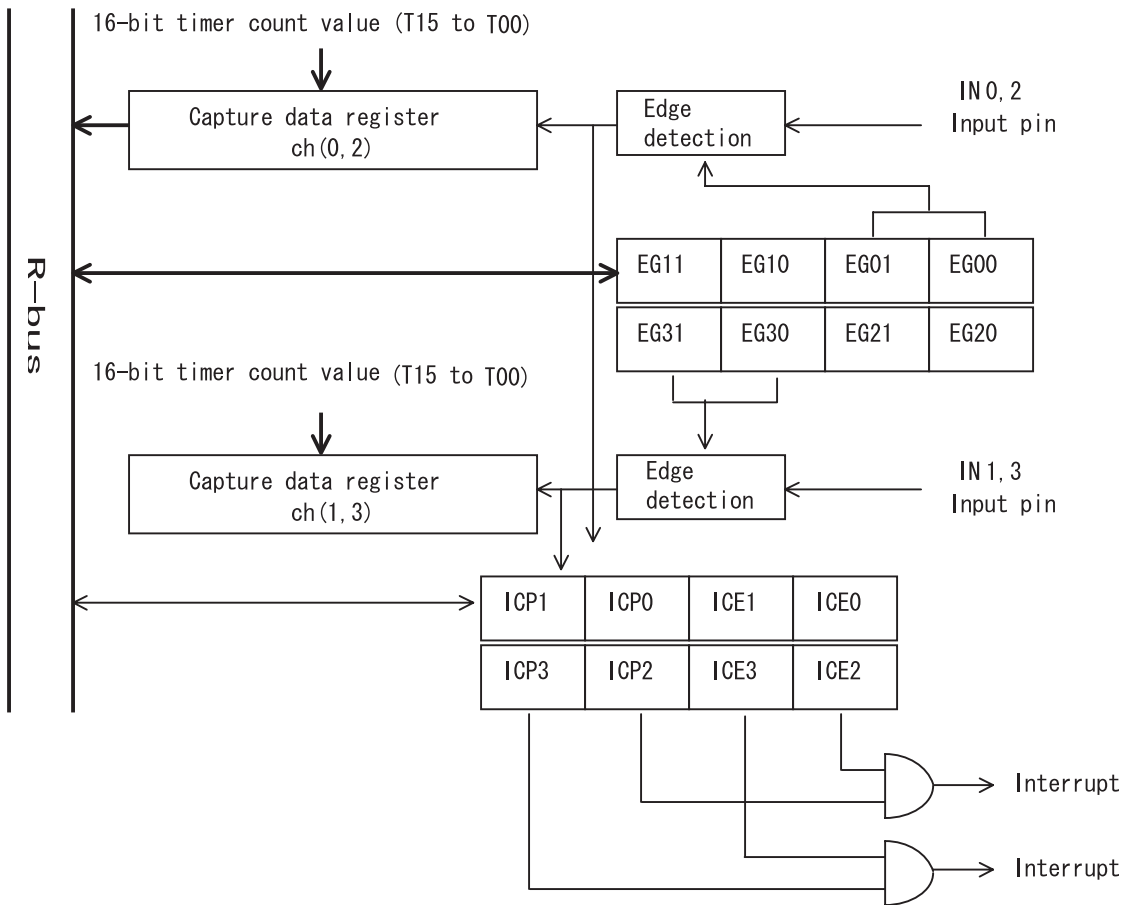 16-bit timer count value (T15 to T00)
Capture data register
ch(0,2)
Edge
detection
IN0,2
Input pin
EG11 EG10 EG01 EG00
EG31 EG30 EG21 EG20
R-bus
16-bit timer count value (T15 to T00)
Capture data register
ch(1,3)
Edge
detection
IN1,3
Input pin
ICP1 ICP0 ICE1 ICE0
ICP3 ICP2 ICE3 ICE2
Interrupt
Interrupt